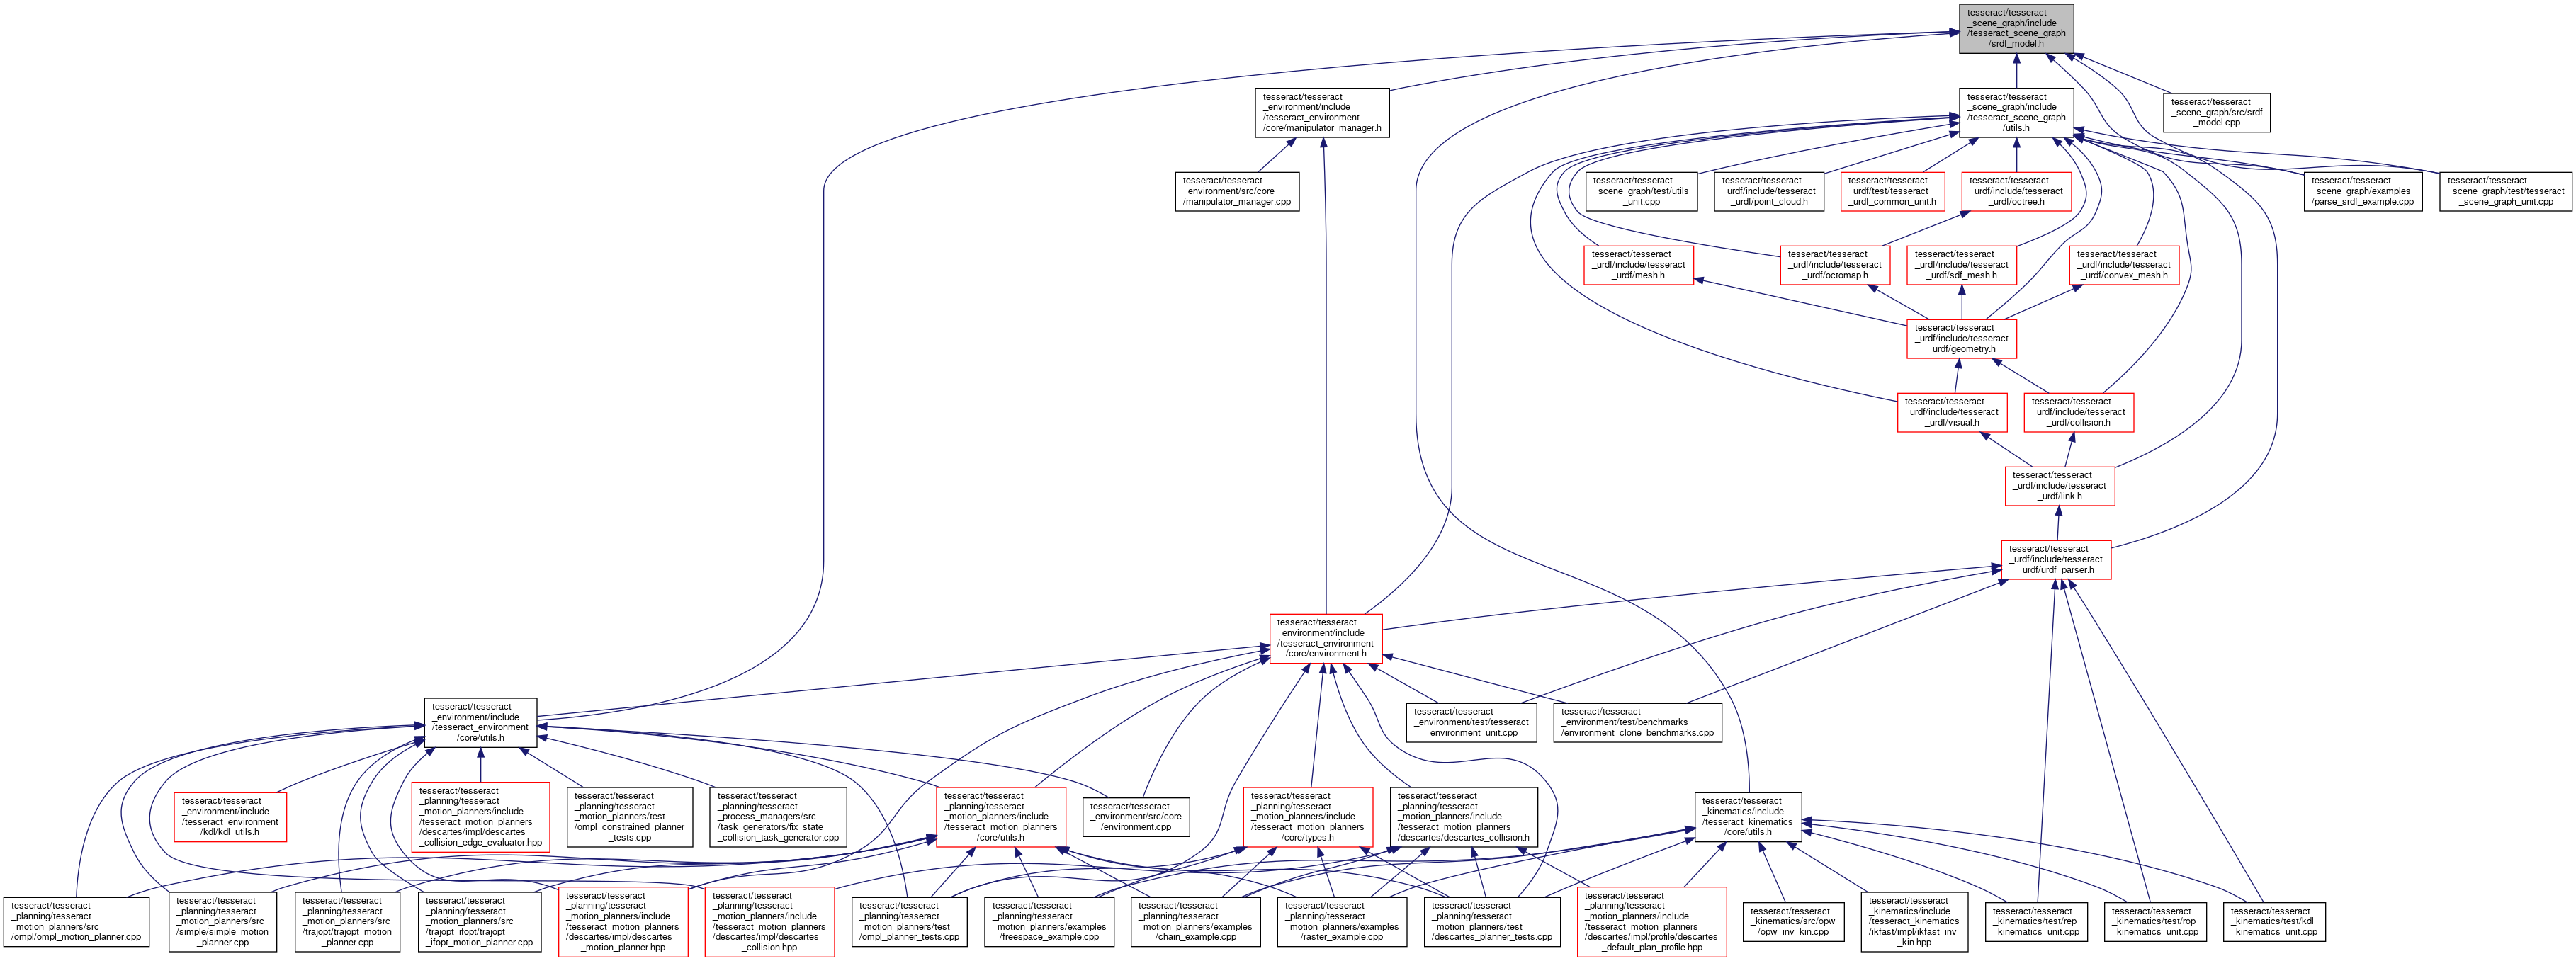 tesseract/tesseract
_scene_graph/include
/tesseract_scene_graph
/srdf_model.h
tesseract/tesseract
_environment/include
/tesseract_environment
/core/manipulator_manager.h
tesseract/tesseract
_scene_graph/include
/tesseract_scene_graph
/utils.h
tesseract/tesseract
_scene_graph/src/srdf
_model.cpp
tesseract/tesseract
_environment/src/core
/manipulator_manager.cpp
tesseract/tesseract
_scene_graph/test/utils
_unit.cpp
tesseract/tesseract
_urdf/include/tesseract
_urdf/point_cloud.h
tesseract/tesseract
_urdf/test/tesseract
_urdf_common_unit.h
tesseract/tesseract
_urdf/include/tesseract
_urdf/octree.h
tesseract/tesseract
_scene_graph/examples
/parse_srdf_example.cpp
tesseract/tesseract
_scene_graph/test/tesseract
_scene_graph_unit.cpp
tesseract/tesseract
_urdf/include/tesseract
_urdf/mesh.h
tesseract/tesseract
_urdf/include/tesseract
_urdf/octomap.h
tesseract/tesseract
_urdf/include/tesseract
_urdf/sdf_mesh.h
tesseract/tesseract
_urdf/include/tesseract
_urdf/convex_mesh.h
tesseract/tesseract
_urdf/include/tesseract
_urdf/geometry.h
tesseract/tesseract
_urdf/include/tesseract
_urdf/visual.h
tesseract/tesseract
_urdf/include/tesseract
_urdf/collision.h
tesseract/tesseract
_urdf/include/tesseract
_urdf/link.h
tesseract/tesseract
_urdf/include/tesseract
_urdf/urdf_parser.h
tesseract/tesseract
_environment/include
/tesseract_environment
/core/environment.h
tesseract/tesseract
_environment/include
/tesseract_environment
/core/utils.h
tesseract/tesseract
_environment/test/tesseract
_environment_unit.cpp
tesseract/tesseract
_environment/test/benchmarks
/environment_clone_benchmarks.cpp
tesseract/tesseract
_environment/include
/tesseract_environment
/kdl/kdl_utils.h
tesseract/tesseract
_planning/tesseract
_motion_planners/include
/tesseract_motion_planners
/descartes/impl/descartes
_collision_edge_evaluator.hpp
tesseract/tesseract
_planning/tesseract
_motion_planners/test
/ompl_constrained_planner
_tests.cpp
tesseract/tesseract
_planning/tesseract
_process_managers/src
/task_generators/fix_state
_collision_task_generator.cpp
tesseract/tesseract
_planning/tesseract
_motion_planners/include
/tesseract_motion_planners
/core/utils.h
tesseract/tesseract
_environment/src/core
/environment.cpp
tesseract/tesseract
_planning/tesseract
_motion_planners/include
/tesseract_motion_planners
/core/types.h
tesseract/tesseract
_planning/tesseract
_motion_planners/include
/tesseract_motion_planners
/descartes/descartes_collision.h
tesseract/tesseract
_kinematics/include
/tesseract_kinematics
/core/utils.h
tesseract/tesseract
_planning/tesseract
_motion_planners/src
/ompl/ompl_motion_planner.cpp
tesseract/tesseract
_planning/tesseract
_motion_planners/src
/simple/simple_motion
_planner.cpp
tesseract/tesseract
_planning/tesseract
_motion_planners/src
/trajopt/trajopt_motion
_planner.cpp
tesseract/tesseract
_planning/tesseract
_motion_planners/src
/trajopt_ifopt/trajopt
_ifopt_motion_planner.cpp
tesseract/tesseract
_planning/tesseract
_motion_planners/include
/tesseract_motion_planners
/descartes/impl/descartes
_motion_planner.hpp
tesseract/tesseract
_planning/tesseract
_motion_planners/include
/tesseract_motion_planners
/descartes/impl/descartes
_collision.hpp
tesseract/tesseract
_planning/tesseract
_motion_planners/test
/ompl_planner_tests.cpp
tesseract/tesseract
_planning/tesseract
_motion_planners/examples
/freespace_example.cpp
tesseract/tesseract
_planning/tesseract
_motion_planners/examples
/chain_example.cpp
tesseract/tesseract
_planning/tesseract
_motion_planners/examples
/raster_example.cpp
tesseract/tesseract
_planning/tesseract
_motion_planners/test
/descartes_planner_tests.cpp
tesseract/tesseract
_planning/tesseract
_motion_planners/include
/tesseract_motion_planners
/descartes/impl/profile/descartes
_default_plan_profile.hpp
tesseract/tesseract
_kinematics/src/opw
/opw_inv_kin.cpp
tesseract/tesseract
_kinematics/include
/tesseract_kinematics
/ikfast/impl/ikfast_inv
_kin.hpp
tesseract/tesseract
_kinematics/test/rep
_kinematics_unit.cpp
tesseract/tesseract
_kinematics/test/rop
_kinematics_unit.cpp
tesseract/tesseract
_kinematics/test/kdl
_kinematics_unit.cpp